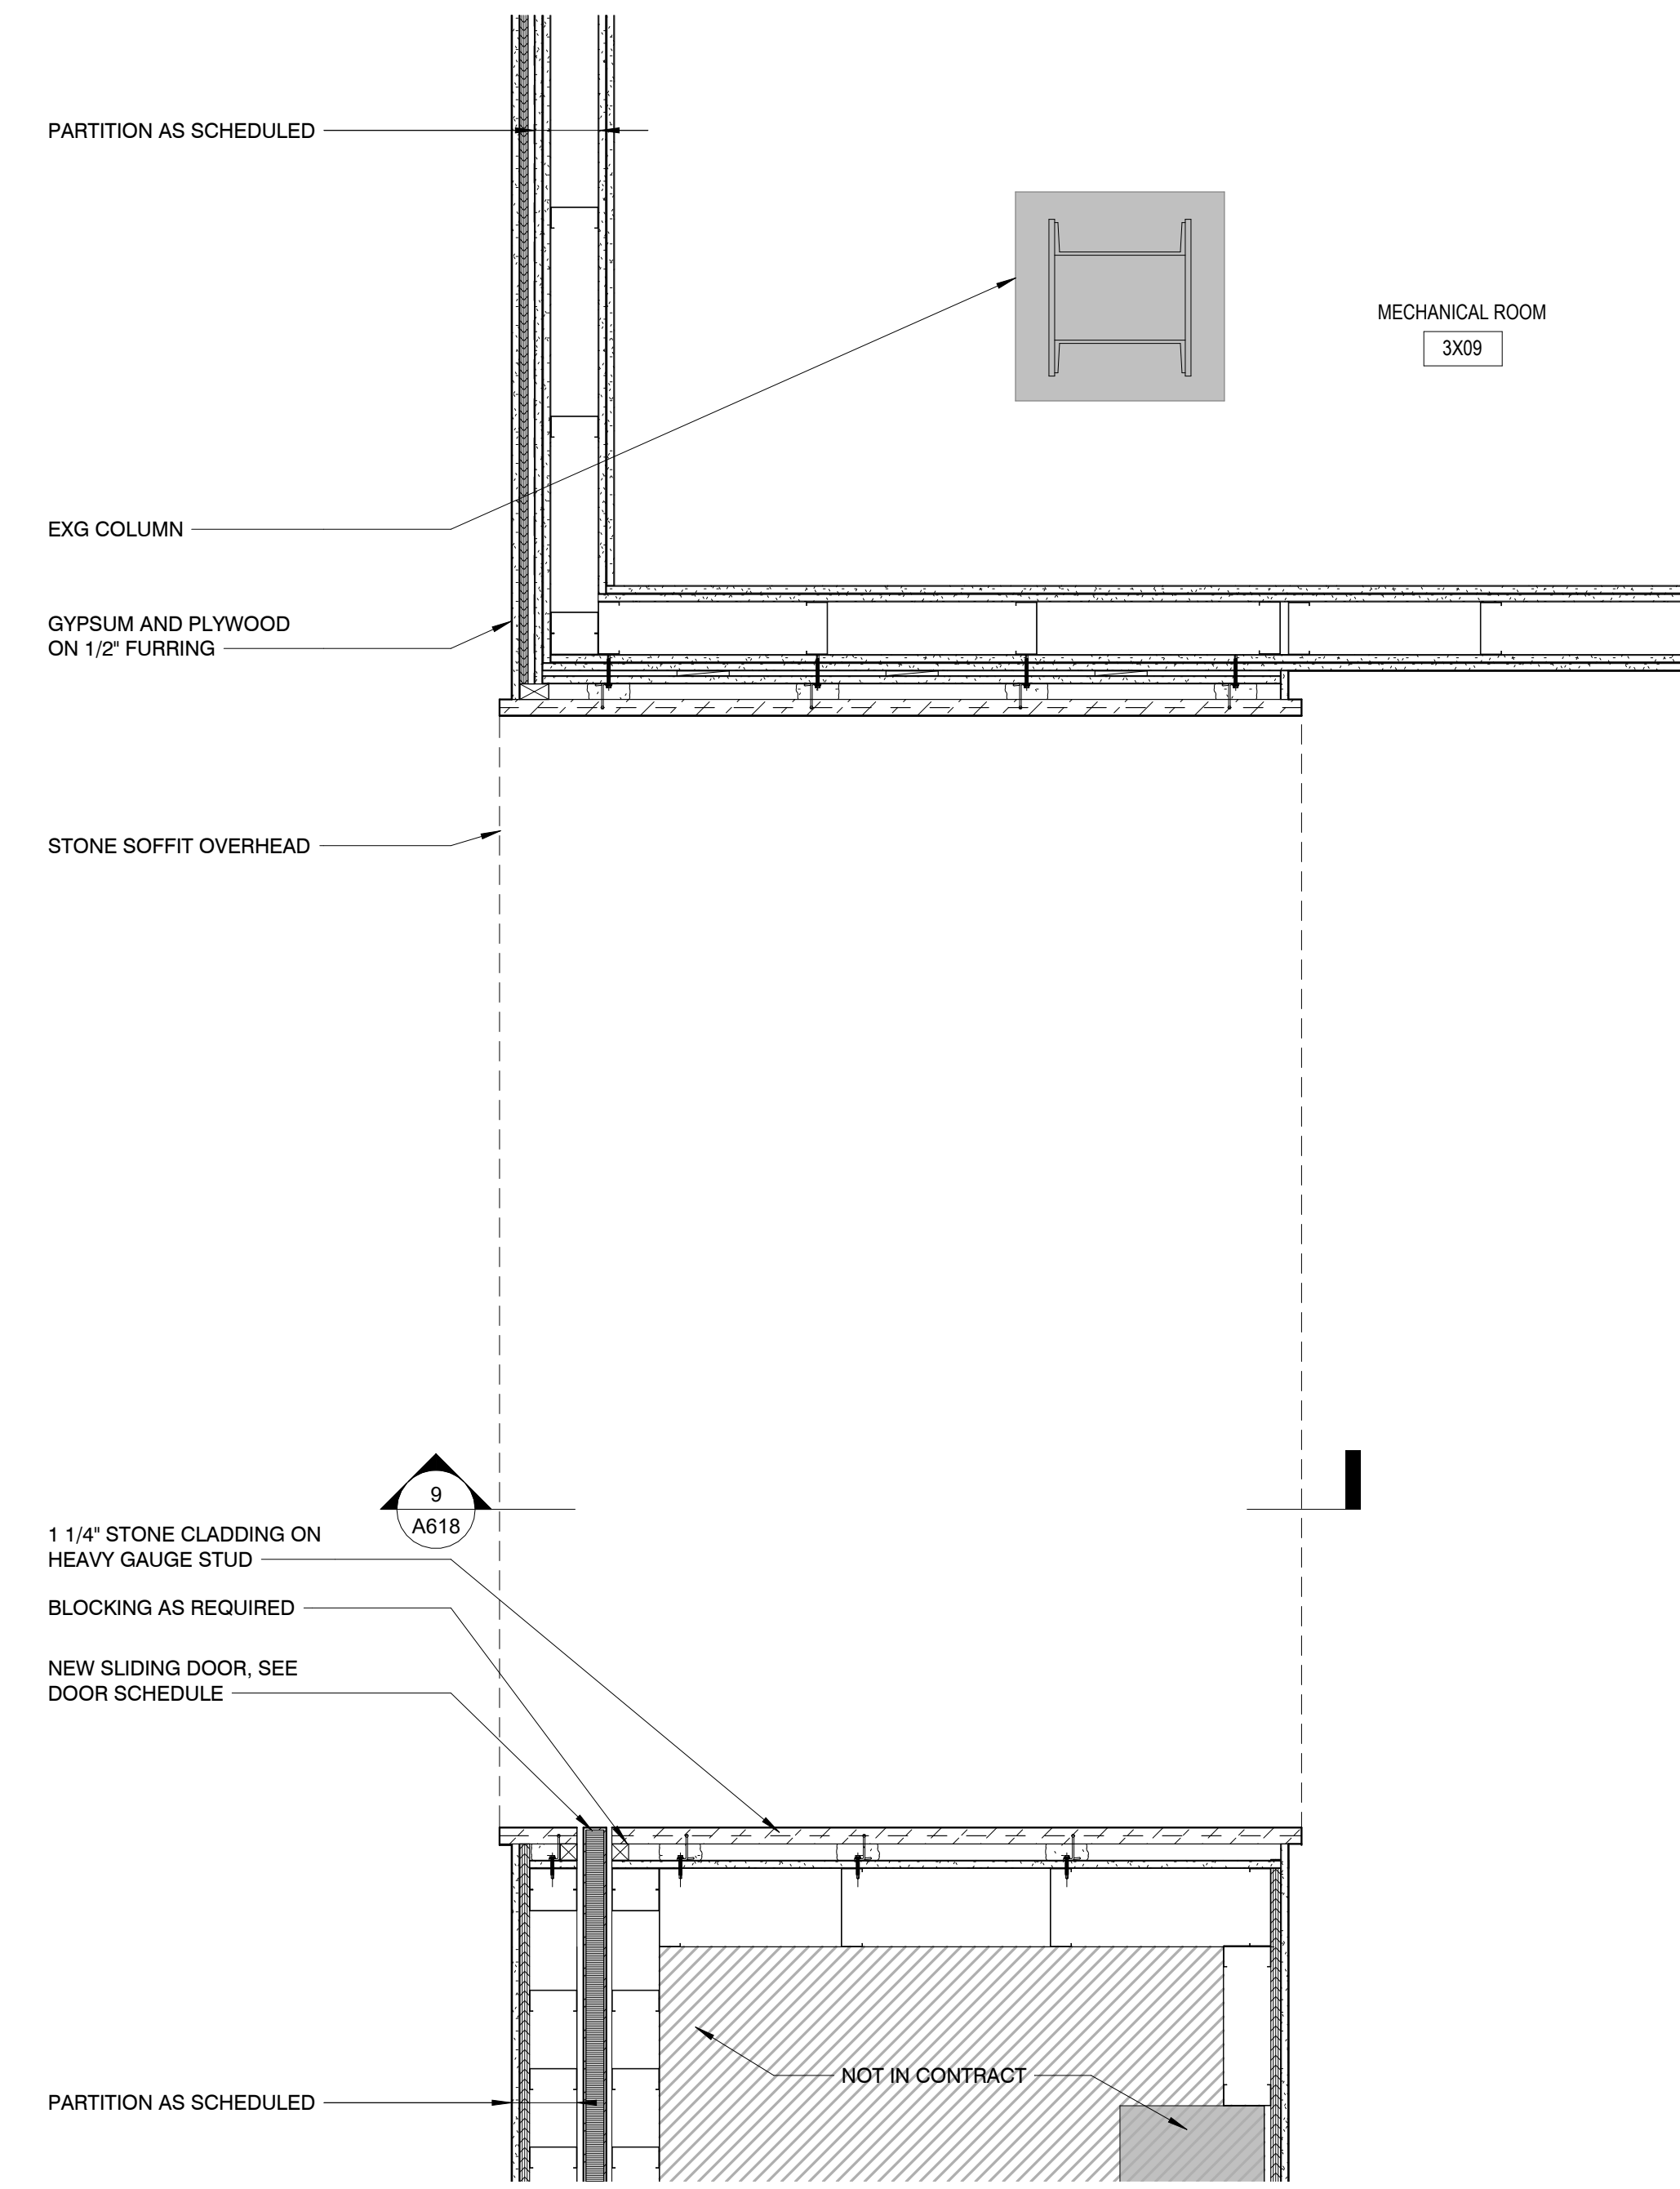 PARTITION AS SCHEDULED
MECHANICAL ROOM
3X09
EXG COLUMN
GYPSUM AND PLYWOOD
ON 1/2" FURRING
STONE SOFFIT OVERHEAD
9
A618
1 1/4" STONE CLADDING ON
HEAVY GAUGE STUD
BLOCKING AS REQUIRED
NEW SLIDING DOOR, SEE
DOOR SCHEDULE
NOT IN CONTRACT
PARTITION AS SCHEDULED